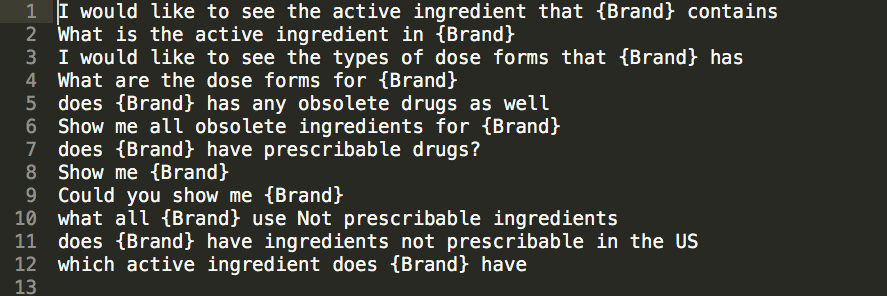 1 I would like to see the active ingredient that {Brand} contains
2 What is the active ingredient in {Brand}
3 I would like to see the types of dose forms that {Brand} has
4 What are the dose forms for {Brand}
5 does {Brand} has any obsolete drugs as well
6 Show me all obsolete ingredients for {Brand}
7 does {Brand} have prescribable drugs?
8 Show me {Brand}
9 Could you show me {Brand}
10 what all {Brand} use Not prescribable ingredients
11 does {Brand} have ingredients not prescribable in the US
12 which active ingredient does {Brand} have
13